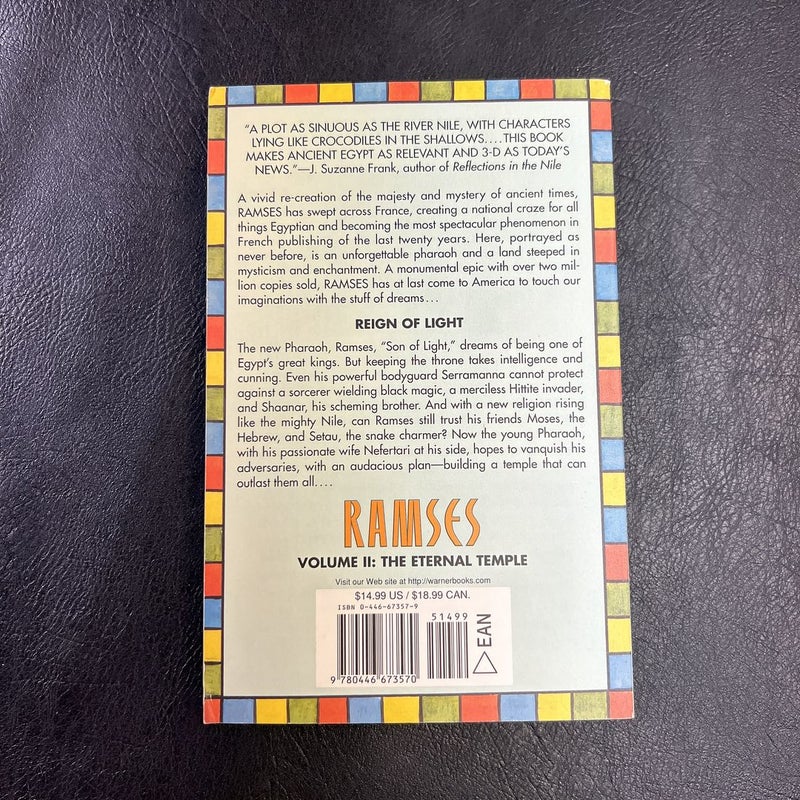 "A PLOT AS SINUOUS AS THE RIVER NILE, WITH CHARACTERS
LYING LIKE CROCODILES IN THE SHALLOWS....THIS BOOK
MAKES ANCIENT EGYPT AS RELEVANT AND 3-D AS TODAY'S
NEWS."—J. Suzanne Frank, author of Reflections in the Nile
A vivid re-creation of the majesty and mystery of ancient times,
RAMSES has swept across France, creating a national craze for all
things Egyptian and becoming the most spectacular phenomenon in
French publishing of the last twenty years. Here, portrayed as
never before, is an unforgettable pharaoh and a land steeped in
mysticism and enchantment. A monumental epic with over two mil-
lion copies sold, RAMSES has at last come to America to touch our
imaginations with the stuff of dreams...
REIGN OF LIGHT
The new Pharaoh, Ramses, "Son of Light," dreams of being one of
Egypt's great kings. But keeping the throne takes intelligence and
cunning. Even his powerful bodyguard Serramanna cannot protect
against a sorcerer wielding black magic, a merciless Hittite invader,
and Shaanar, his scheming brother. And with a new religion rising
like the mighty Nile, can Ramses still trust his friends Moses, the
Hebrew, and Setau, the snake charmer? Now the young Pharaoh,
with his passionate wife Nefertari at his side, hopes to vanquish his
adversaries, with an audacious plan—building a temple that can
outlast them all....
RAMSES
VOLUME II: THE ETERNAL TEMPLE
Visit our Web site at http://warnerbooks.com
$14.99 US / $18.99 CAN.
ISBN 0-446-67357-9
51499
EAN
9 780446 673570